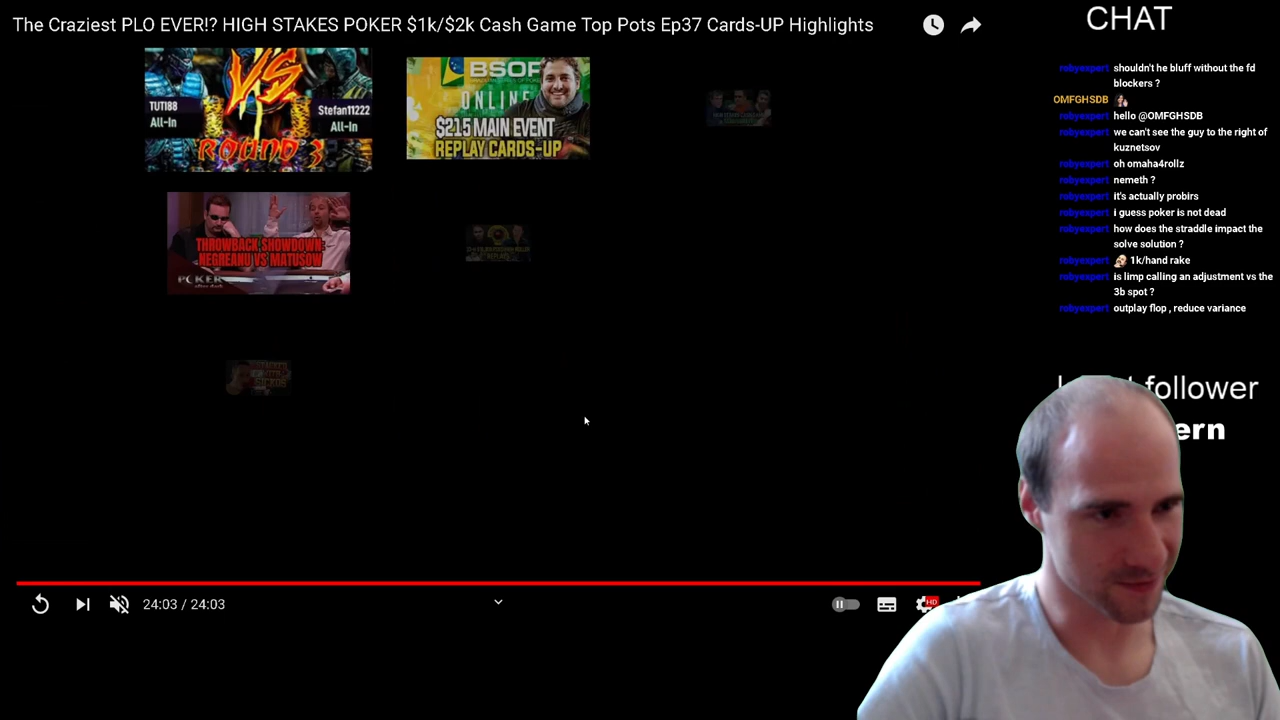 The Craziest PLO EVER!? HIGH STAKES POKER $1k/$2k Cash Game Top Pots Ep37 Cards-UP Highlights
CHAT
VS
TUT188
All-In
Stefan11222
All-In
ROUND 3
BSOP
ONLINE
$215 MAIN EVENT
REPLAY CARDS-UP
THROWBACK SHOWDOWN:
NEGREANU VS MATUSOW
POKER
after dark
robyexpert shouldn't he bluff without the fd
blockers ?
OMFGHSDB
robyexpert hello @OMFGHSDB
robyexpert we can't see the guy to the right of
kuznetsov
robyexpert oh omaha4rollz
robyexpert nemeth ?
robyexpert it's actually probirs
robyexpert i guess poker is not dead
robyexpert how does the straddle impact the
solve solution ?
robyexpert 1k/hand rake
robyexpert is limp calling an adjustment vs the
3b spot ?
robyexpert outplay flop , reduce variance
follower
ern
24:03 / 24:03
HD